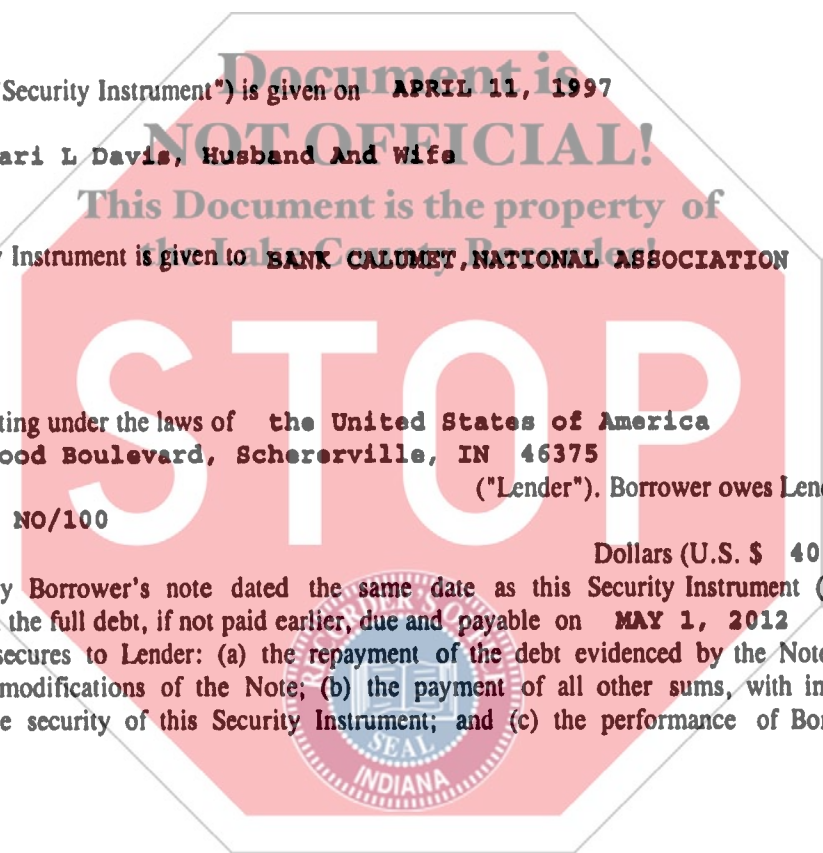 Document is
Security Instrument") is given on APRIL 11, 1997
NOT OFFICIAL!
ari L Davis, Husband And Wife
This Document is the property of
the Lake County Recorder!
Instrument is given to BANK CALUMET, NATIONAL ASSOCIATION
STOP
ting under the laws of the United States of America
ood Boulevard, Schererville, IN 46375
("Lender"). Borrower owes Lend
NO/100
Dollars (U.S. $ 40
y Borrower's note dated the same date as this Security Instrument (
the full debt, if not paid earlier, due and payable on MAY 1, 2012
secures to Lender: (a) the repayment of the debt evidenced by the Note
modifications of the Note; (b) the payment of all other sums, with in
e security of this Security Instrument; and (c) the performance of Bor
SEAL
INDIANA